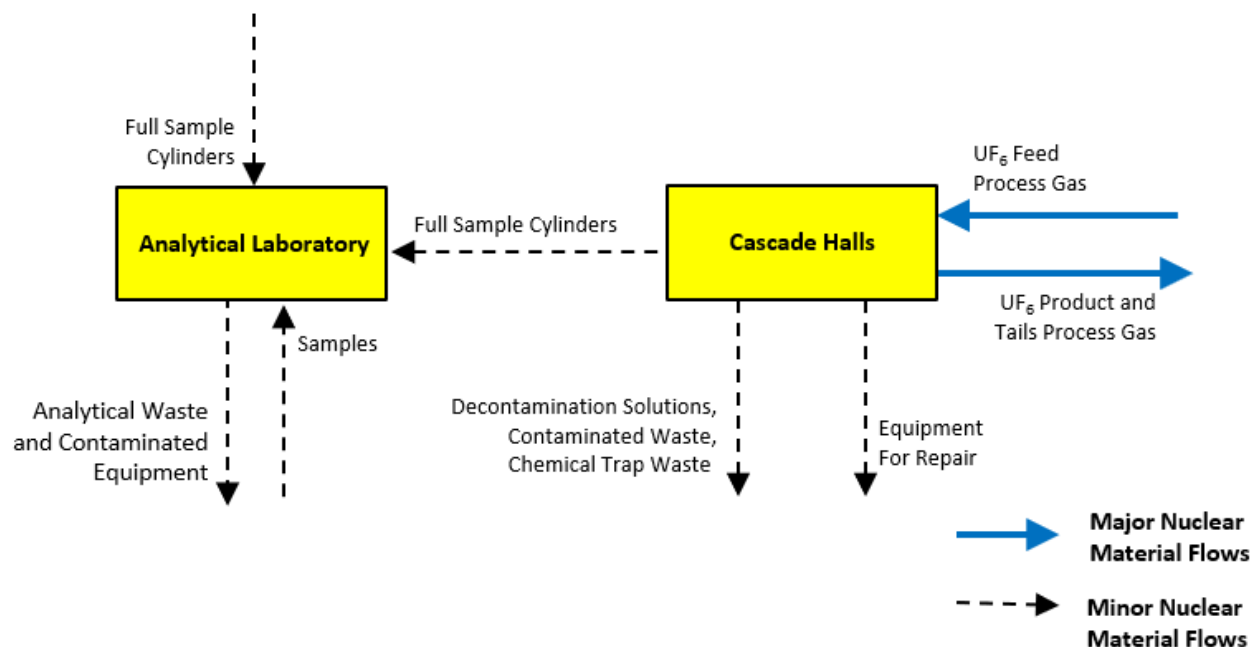 Full Sample
Cylinders
UF₆ Feed
Process Gas
Analytical Laboratory
Full Sample Cylinders
Cascade Halls
UF₆ Product and
Tails Process Gas
Samples
Analytical Waste
and Contaminated
Equipment
Decontamination Solutions,
Contaminated Waste,
Chemical Trap Waste
Equipment
For Repair
Major Nuclear
Material Flows
Minor Nuclear
Material Flows